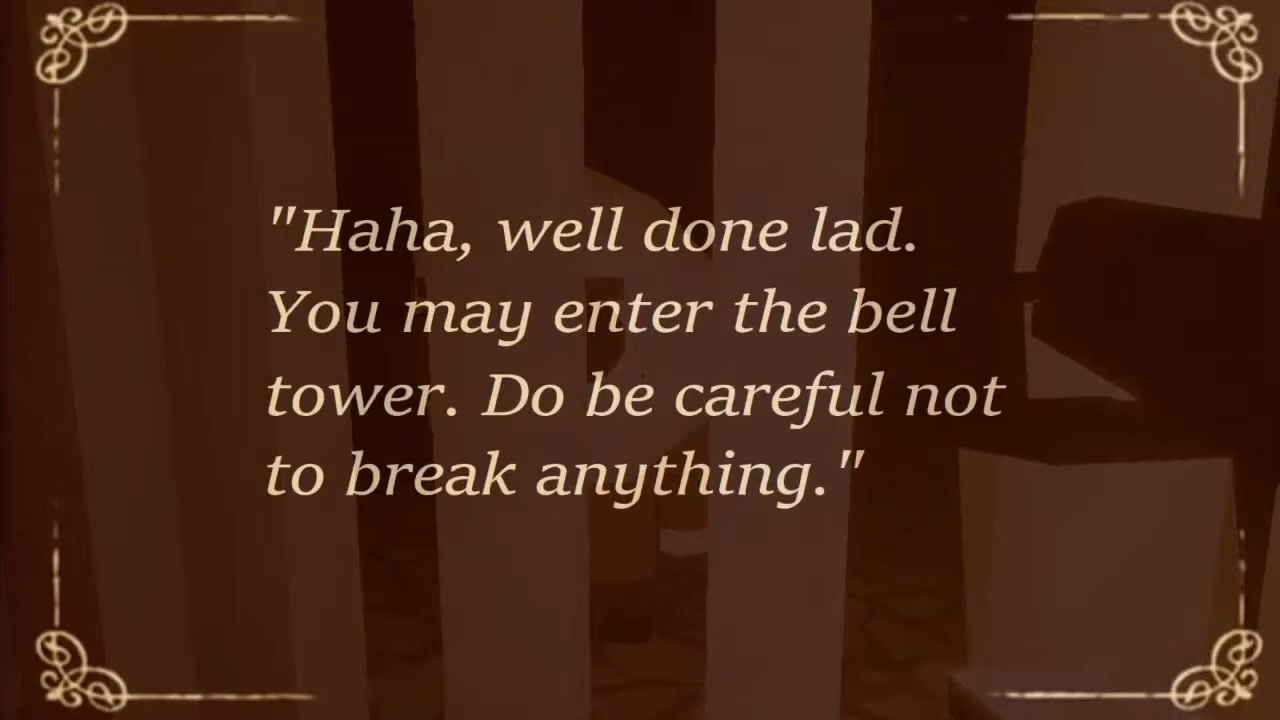 "Haha, well done lad.
You may enter the bell
tower. Do be careful not
to break anything."